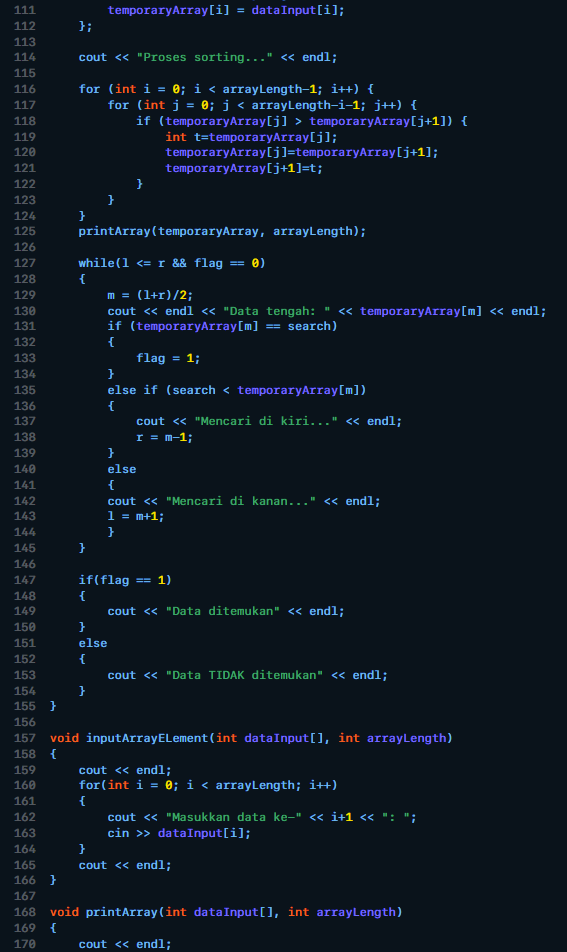 111         temporaryArray[i] = dataInput[i];
112     };
113
114     cout << "Proses sorting..." << endl;
115
116     for (int i = 0; i < arrayLength-1; i++) {
117         for (int j = 0; j < arrayLength-i-1; j++) {
118             if (temporaryArray[j] > temporaryArray[j+1]) {
119                 int t=temporaryArray[j];
120                 temporaryArray[j]=temporaryArray[j+1];
121                 temporaryArray[j+1]=t;
122             }
123         }
124     }
125     printArray(temporaryArray, arrayLength);
126
127     while(l <= r && flag == 0)
128     {
129         m = (l+r)/2;
130         cout << endl << "Data tengah: " << temporaryArray[m] << endl;
131         if (temporaryArray[m] == search)
132         {
133             flag = 1;
134         }
135         else if (search < temporaryArray[m])
136         {
137             cout << "Mencari di kiri..." << endl;
138             r = m-1;
139         }
140         else
141         {
142         cout << "Mencari di kanan..." << endl;
143         l = m+1;
144         }
145     }
146
147     if(flag == 1)
148     {
149         cout << "Data ditemukan" << endl;
150     }
151     else
152     {
153         cout << "Data TIDAK ditemukan" << endl;
154     }
155 }
156
157 void inputArrayELement(int dataInput[], int arrayLength)
158 {
159     cout << endl;
160     for(int i = 0; i < arrayLength; i++)
161     {
162         cout << "Masukkan data ke-" << i+1 << ": ";
163         cin >> dataInput[i];
164     }
165     cout << endl;
166 }
167
168 void printArray(int dataInput[], int arrayLength)
169 {
170     cout << endl;